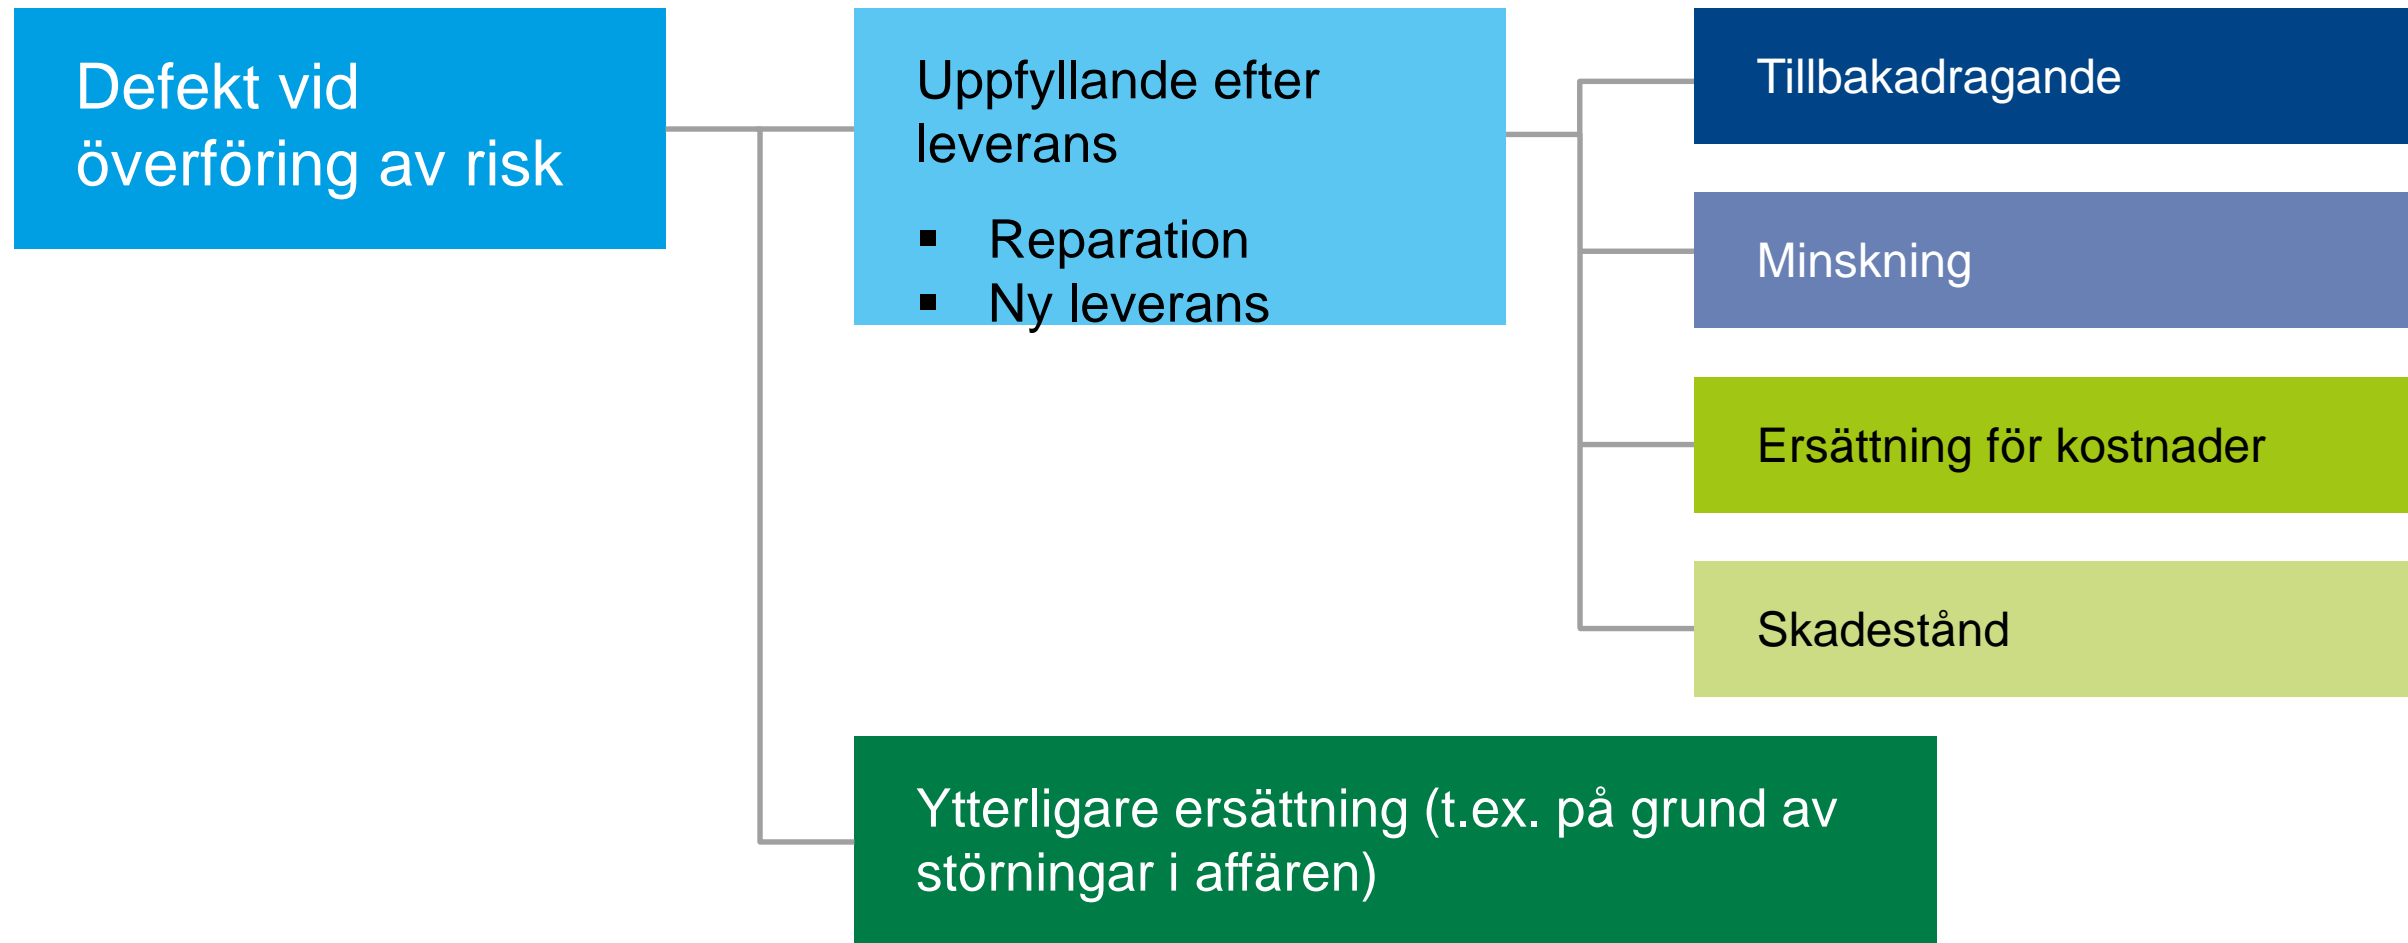 Defekt vid
överföring av risk
Uppfyllande efter
leverans
▪ Reparation
▪ Ny leverans
Tillbakadragande
Minskning
Ersättning för kostnader
Skadestånd
Ytterligare ersättning (t.ex. på grund av
störningar i affären)